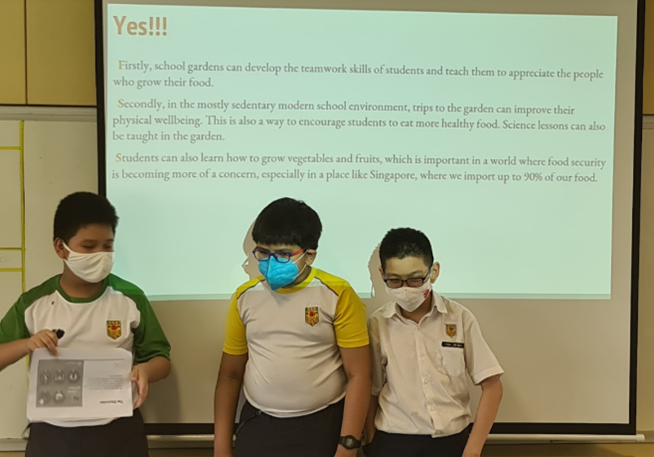 Yes!!!
Firstly, school gardens can develop the teamwork skills of students and teach them to appreciate the people
who grow their food.
Secondly, in the mostly sedentary modern school environment, trips to the garden can improve their
physical wellbeing. This is also a way to encourage students to eat more healthy food. Science lessons can also
be taught in the garden.
Students can also learn how to grow vegetables and fruits, which is important in a world where food security
is becoming more of a concern, especially in a place like Singapore, where we import up to 90% of our food.